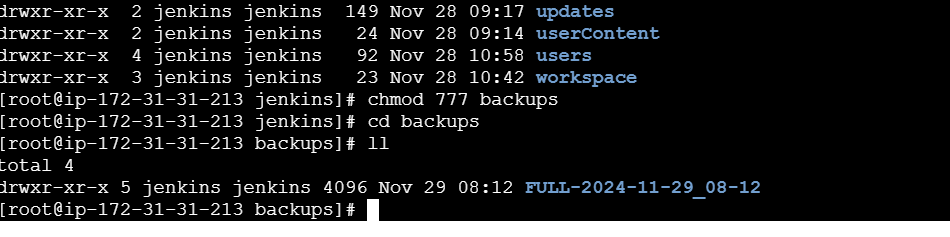 drwxr-xr-x  2 jenkins jenkins  149 Nov 28 09:17 updates
drwxr-xr-x  2 jenkins jenkins   24 Nov 28 09:14 userContent
drwxr-xr-x  4 jenkins jenkins   92 Nov 28 10:58 users
drwxr-xr-x  3 jenkins jenkins   23 Nov 28 10:42 workspace
[root@ip-172-31-31-213 jenkins]# chmod 777 backups
[root@ip-172-31-31-213 jenkins]# cd backups
[root@ip-172-31-31-213 backups]# ll
total 4
drwxr-xr-x 5 jenkins jenkins 4096 Nov 29 08:12 FULL-2024-11-29_08-12
[root@ip-172-31-31-213 backups]#